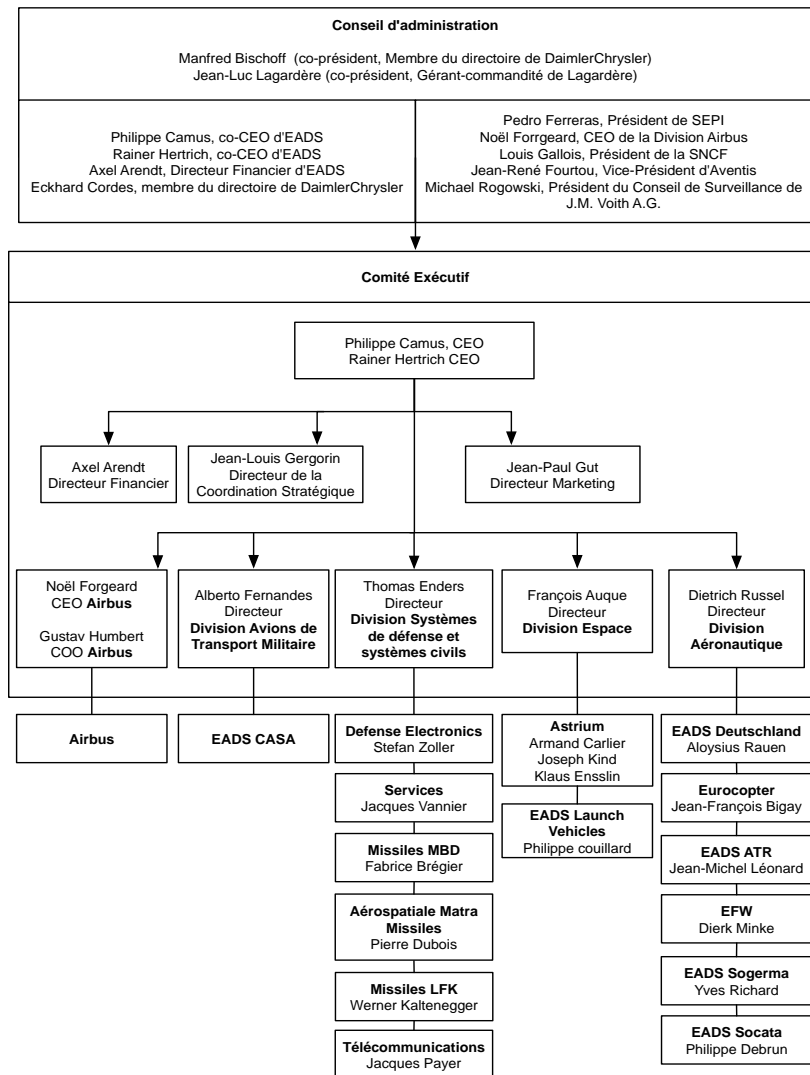 Conseil d'administration
Manfred Bischoff (co-président, Membre du directoire de DaimlerChrysler)
Jean-Luc Lagardère (co-président, Gérant-commandité de Lagardère)
Philippe Camus, co-CEO d'EADS
Rainer Hertrich, co-CEO d'EADS
Axel Arendt, Directeur Financier d'EADS
Eckhard Cordes, membre du directoire de DaimlerChrysler
Pedro Ferreras, Président de SEPI
Noël Forrgeard, CEO de la Division Airbus
Louis Gallois, Président de la SNCF
Jean-René Fourtou, Vice-Président d'Aventis
Michael Rogowski, Président du Conseil de Surveillance de
J.M. Voith A.G.
Comité Exécutif
Philippe Camus, CEO
Rainer Hertrich CEO
Axel Arendt
Directeur Financier
Jean-Louis Gergorin
Directeur de la
Coordination Stratégique
Jean-Paul Gut
Directeur Marketing
Noël Forgeard
CEO Airbus
Gustav Humbert
COO Airbus
Alberto Fernandes
Directeur
Division Avions de
Transport Militaire
Thomas Enders
Directeur
Division Systèmes
de défense et
systèmes civils
François Auque
Directeur
Division Espace
Dietrich Russel
Directeur
Division
Aéronautique
Airbus
EADS CASA
Defense Electronics
Stefan Zoller
Services
Jacques Vannier
Missiles MBD
Fabrice Brégier
Aérospatiale Matra
Missiles
Pierre Dubois
Missiles LFK
Werner Kaltenegger
Télécommunications
Jacques Payer
Astrium
Armand Carlier
Joseph Kind
Klaus Ensslin
EADS Launch
Vehicles
Philippe couillard
EADS Deutschland
Aloysius Rauen
Eurocopter
Jean-François Bigay
EADS ATR
Jean-Michel Léonard
EFW
Dierk Minke
EADS Sogerma
Yves Richard
EADS Socata
Philippe Debrun